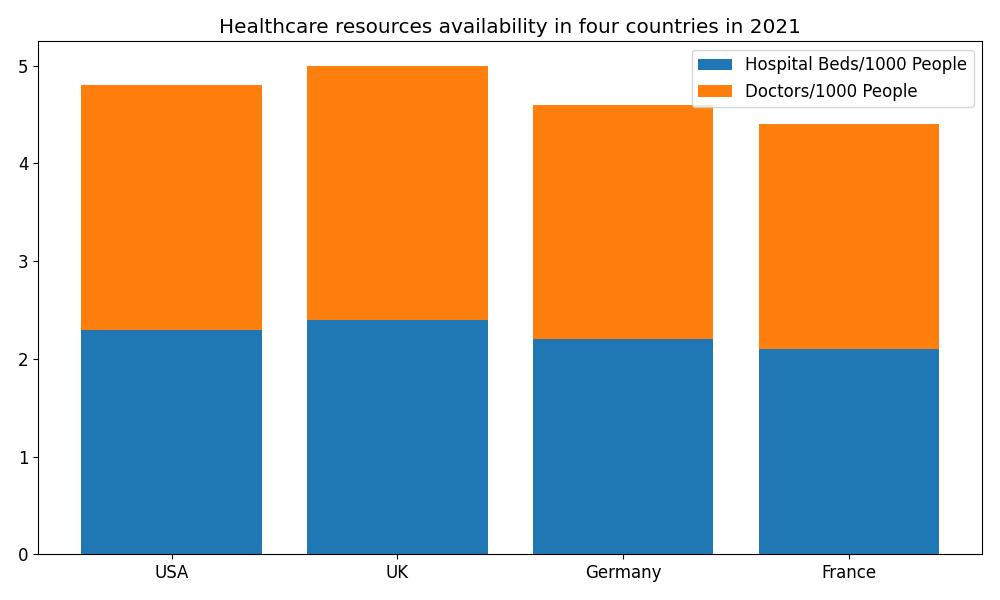 Healthcare resources availability in four countries in 2021
Hospital Beds/1000 People
Doctors/1000 People
5
4
3
2
1
0
USA
UK
Germany
France